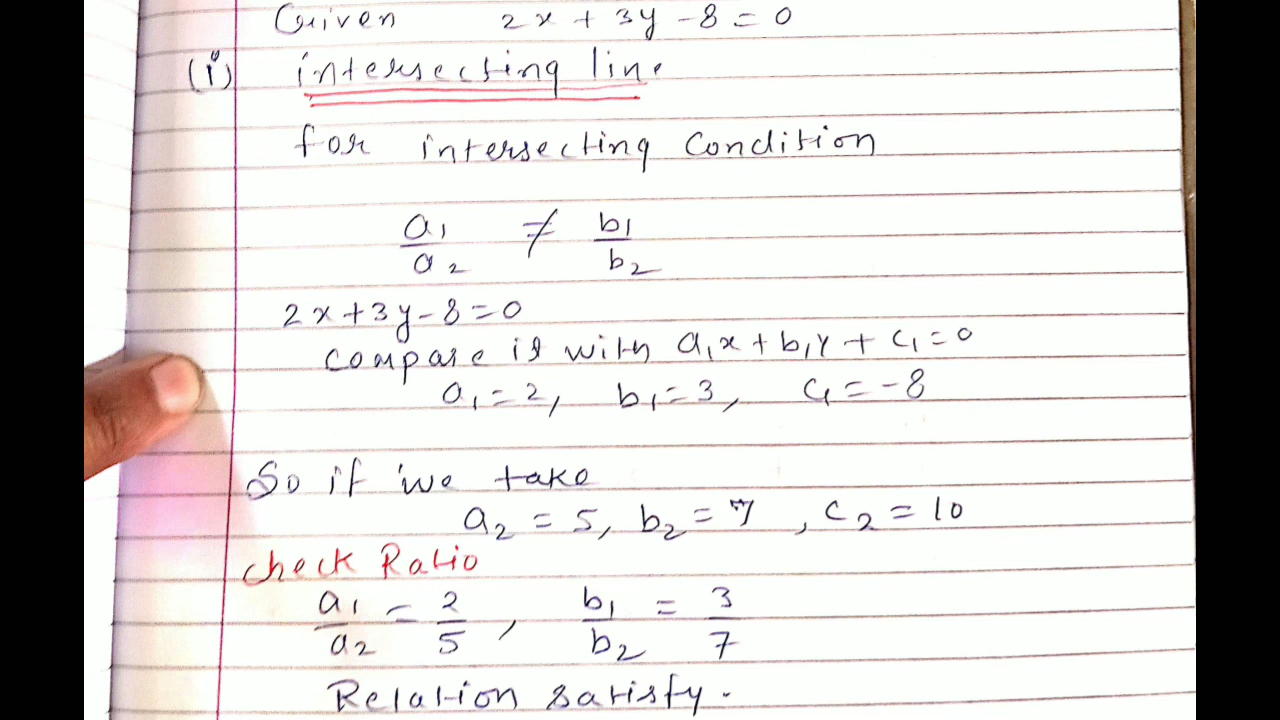 Given 2x + 3y - 8 = 0
(i) intersecting line
for intersecting condition
a₁/a₂ ≠ b₁/b₂
2x + 3y - 8 = 0
compare it with a₁x + b₁y + c₁ = 0
a₁ = 2, b₁ = 3, c₁ = -8
So if we take
a₂ = 5, b₂ = 7, c₂ = 10
check Ratio
a₁/a₂ = 2/5, b₁/b₂ = 3/7
Relation satisfy.